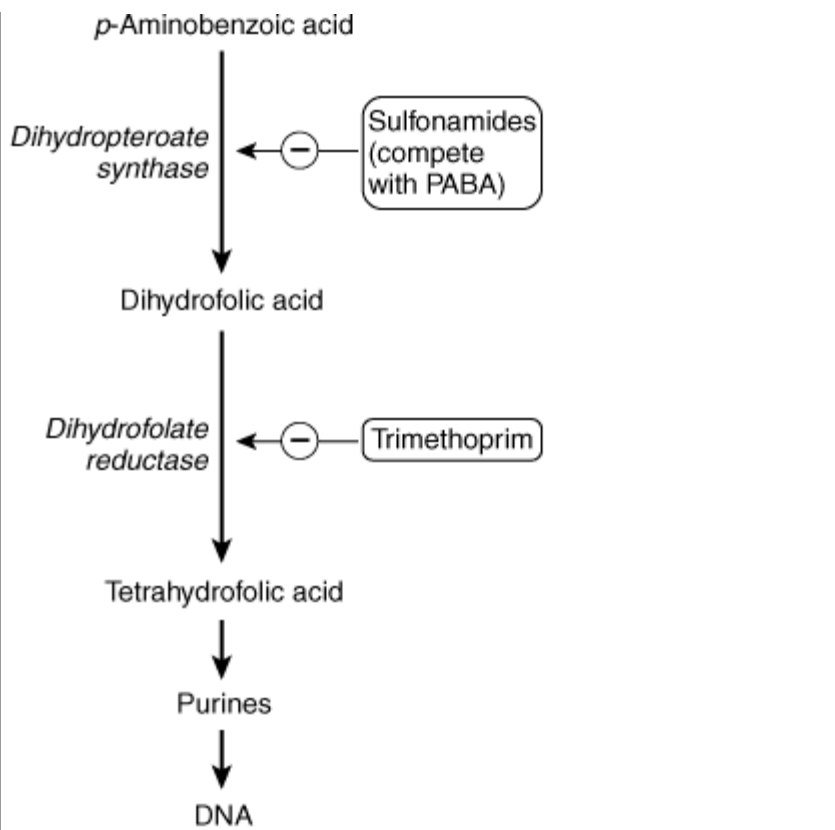 p-Aminobenzoic acid
Dihydropteroate
synthase
−
Sulfonamides
(compete
with PABA)
Dihydrofolic acid
Dihydrofolate
reductase
−
Trimethoprim
Tetrahydrofolic acid
Purines
DNA